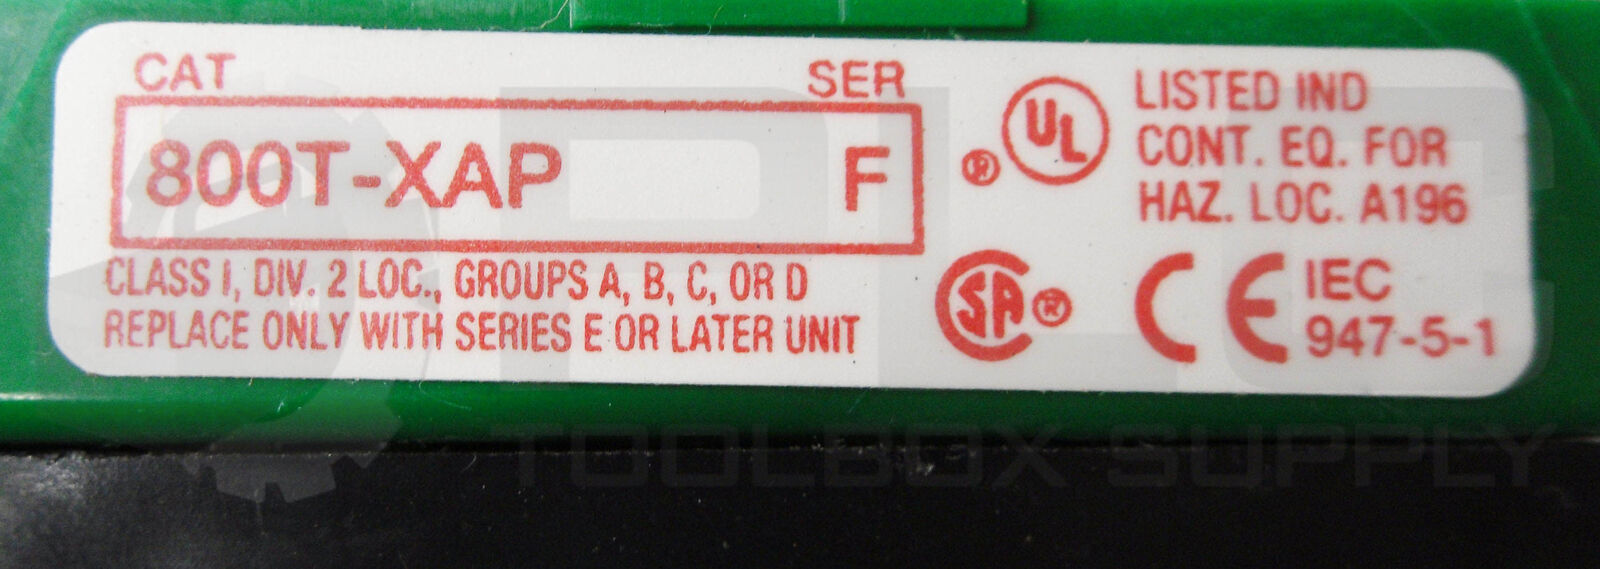 CAT SER
800T-XAP F
CLASS I, DIV. 2 LOC., GROUPS A, B, C, OR D
REPLACE ONLY WITH SERIES E OR LATER UNIT
UL ®
LISTED IND
CONT. EQ. FOR
HAZ. LOC. A196
SA ®
CE
IEC
947-5-1
PLC
TOOLBOX SUPPLY